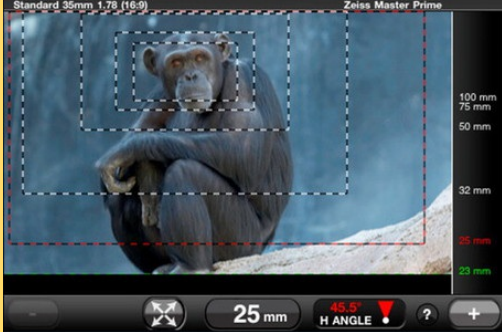 Standard 35mm 1.78 (16:9) Zeiss Master Prime
100 mm
75 mm
50 mm
32 mm
25 mm
23 mm
- 25 mm 45.5° H ANGLE ? +